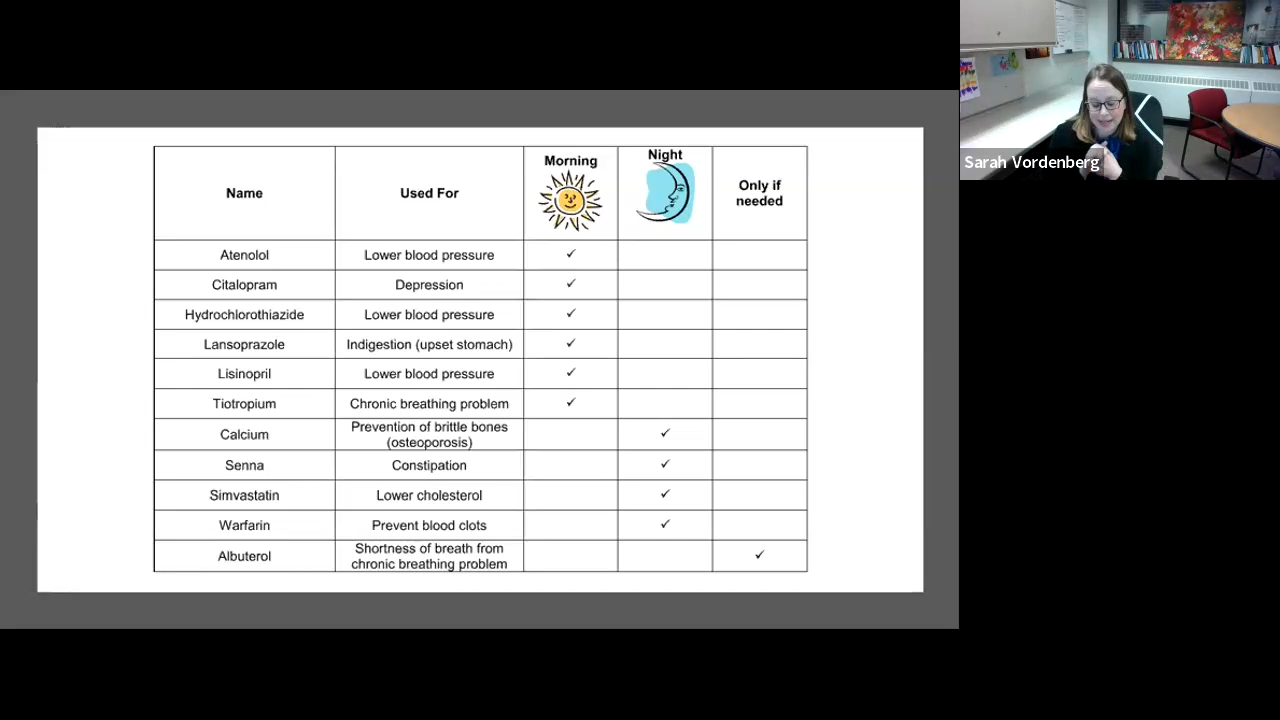 Name
Used For
Morning
Night
Only if
needed
Atenolol
Lower blood pressure
✓
Citalopram
Depression
✓
Hydrochlorothiazide
Lower blood pressure
✓
Lansoprazole
Indigestion (upset stomach)
✓
Lisinopril
Lower blood pressure
✓
Tiotropium
Chronic breathing problem
✓
Calcium
Prevention of brittle bones
(osteoporosis)
✓
Senna
Constipation
✓
Simvastatin
Lower cholesterol
✓
Warfarin
Prevent blood clots
✓
Albuterol
Shortness of breath from
chronic breathing problem
✓
Sarah Vordenberg